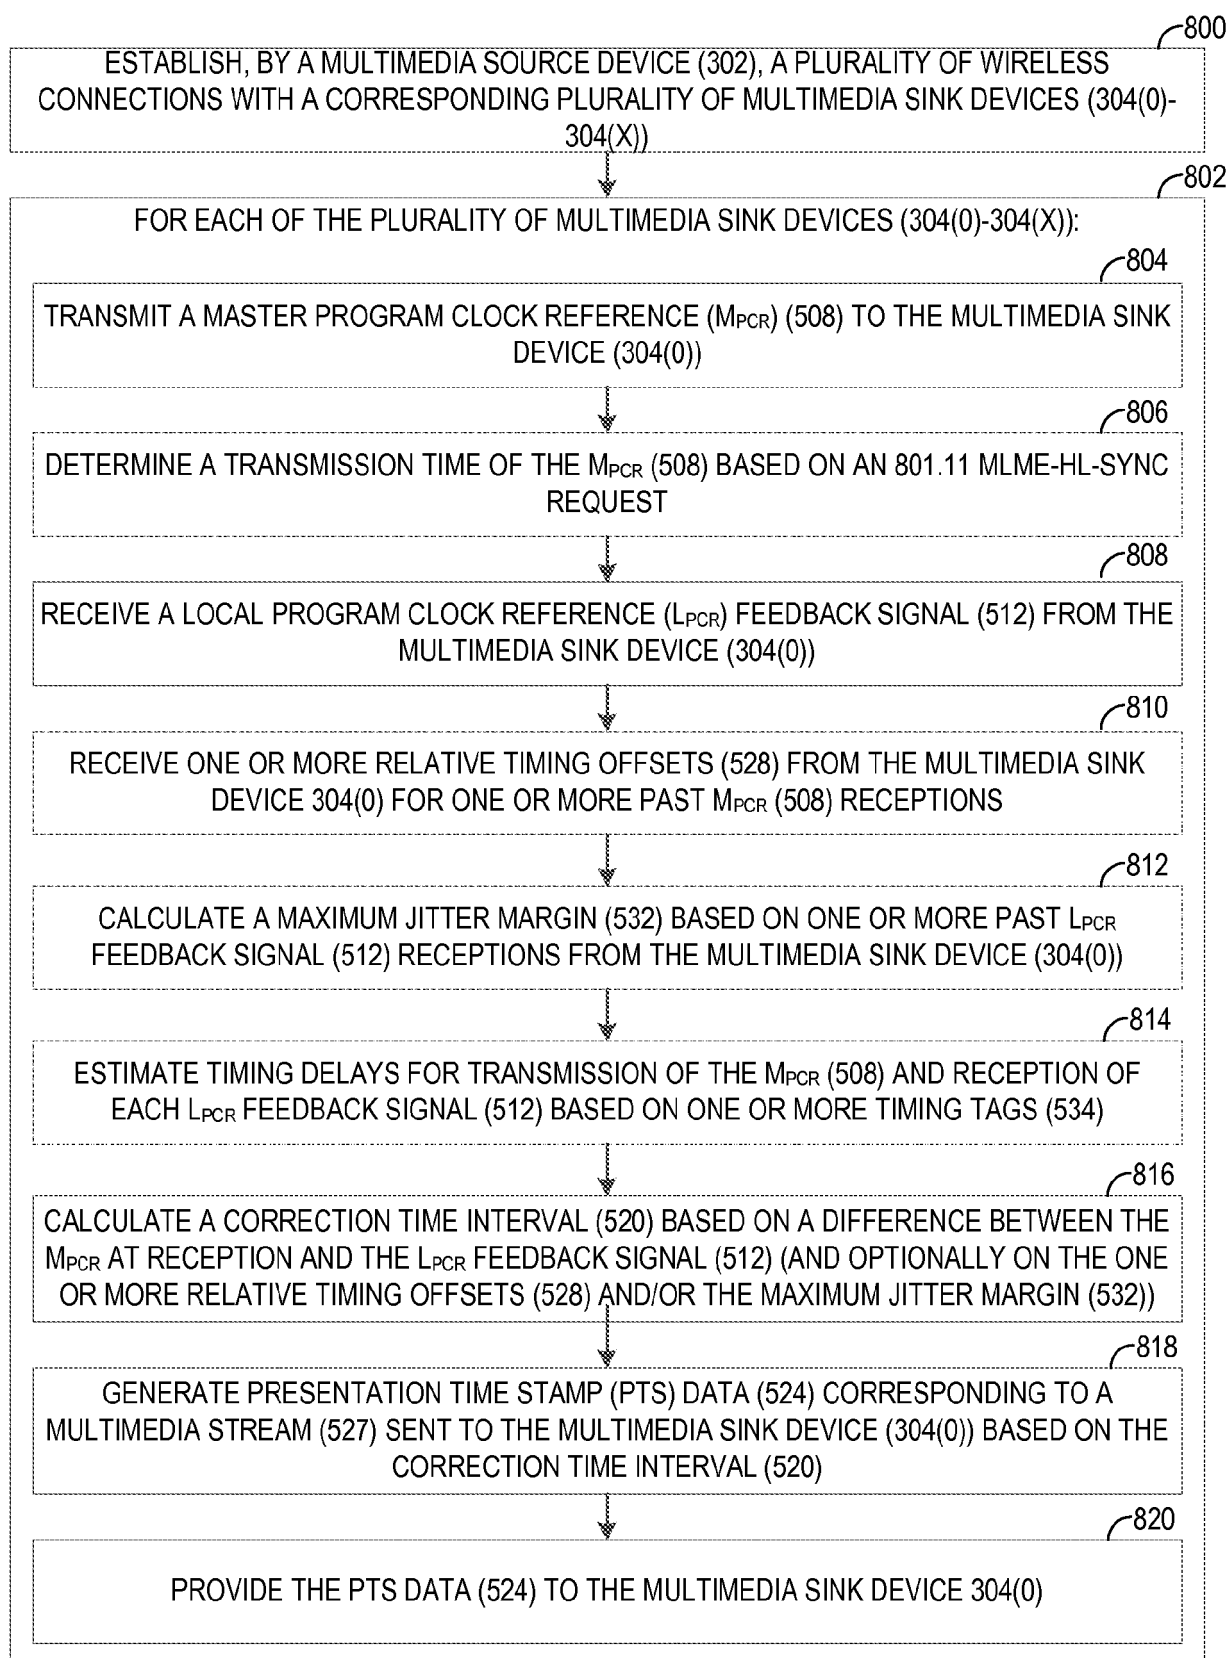 800
ESTABLISH, BY A MULTIMEDIA SOURCE DEVICE (302), A PLURALITY OF WIRELESS
CONNECTIONS WITH A CORRESPONDING PLURALITY OF MULTIMEDIA SINK DEVICES (304(0)-
304(X))
802
FOR EACH OF THE PLURALITY OF MULTIMEDIA SINK DEVICES (304(0)-304(X)):
804
TRANSMIT A MASTER PROGRAM CLOCK REFERENCE (MPCR) (508) TO THE MULTIMEDIA SINK
DEVICE (304(0))
806
DETERMINE A TRANSMISSION TIME OF THE MPCR (508) BASED ON AN 801.11 MLME-HL-SYNC
REQUEST
808
RECEIVE A LOCAL PROGRAM CLOCK REFERENCE (LPCR) FEEDBACK SIGNAL (512) FROM THE
MULTIMEDIA SINK DEVICE (304(0))
810
RECEIVE ONE OR MORE RELATIVE TIMING OFFSETS (528) FROM THE MULTIMEDIA SINK
DEVICE 304(0) FOR ONE OR MORE PAST MPCR (508) RECEPTIONS
812
CALCULATE A MAXIMUM JITTER MARGIN (532) BASED ON ONE OR MORE PAST LPCR
FEEDBACK SIGNAL (512) RECEPTIONS FROM THE MULTIMEDIA SINK DEVICE (304(0))
814
ESTIMATE TIMING DELAYS FOR TRANSMISSION OF THE MPCR (508) AND RECEPTION OF
EACH LPCR FEEDBACK SIGNAL (512) BASED ON ONE OR MORE TIMING TAGS (534)
816
CALCULATE A CORRECTION TIME INTERVAL (520) BASED ON A DIFFERENCE BETWEEN THE
MPCR AT RECEPTION AND THE LPCR FEEDBACK SIGNAL (512) (AND OPTIONALLY ON THE ONE
OR MORE RELATIVE TIMING OFFSETS (528) AND/OR THE MAXIMUM JITTER MARGIN (532))
818
GENERATE PRESENTATION TIME STAMP (PTS) DATA (524) CORRESPONDING TO A
MULTIMEDIA STREAM (527) SENT TO THE MULTIMEDIA SINK DEVICE (304(0)) BASED ON THE
CORRECTION TIME INTERVAL (520)
820
PROVIDE THE PTS DATA (524) TO THE MULTIMEDIA SINK DEVICE 304(0)